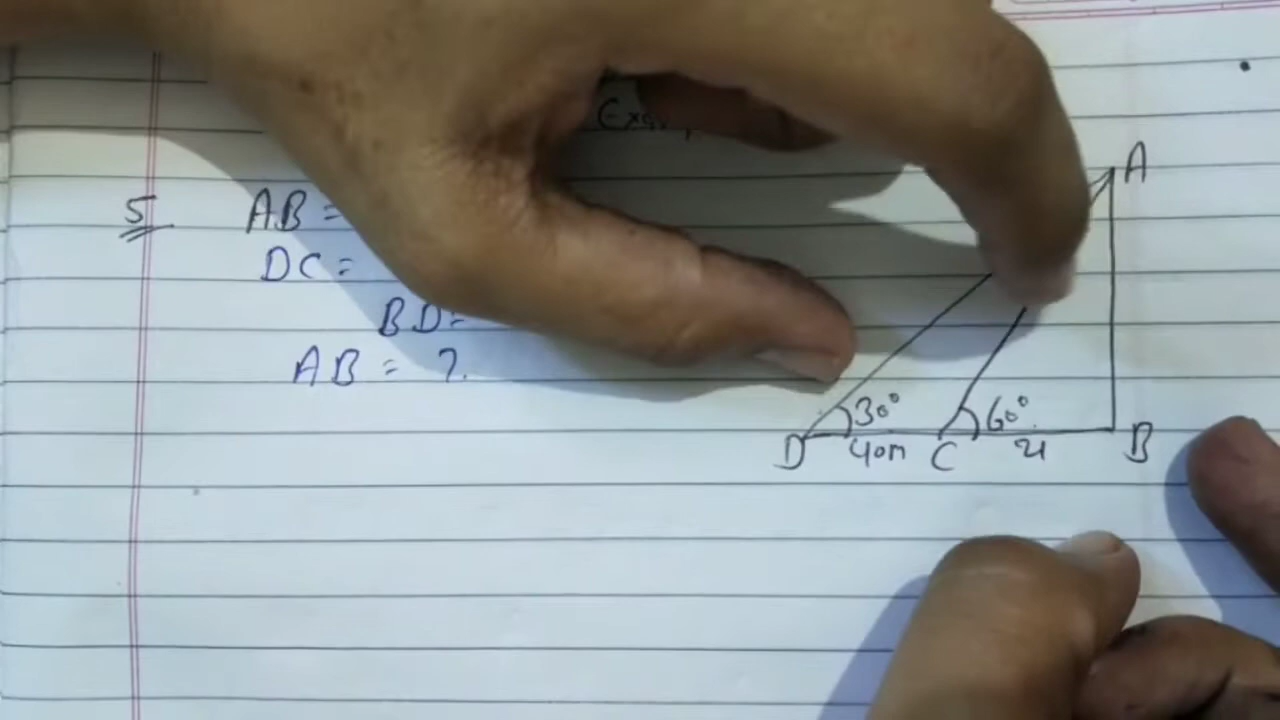 5
AB =
DC =
BD =
AB = ?
A
30°
60°
D
40m
C
x
B